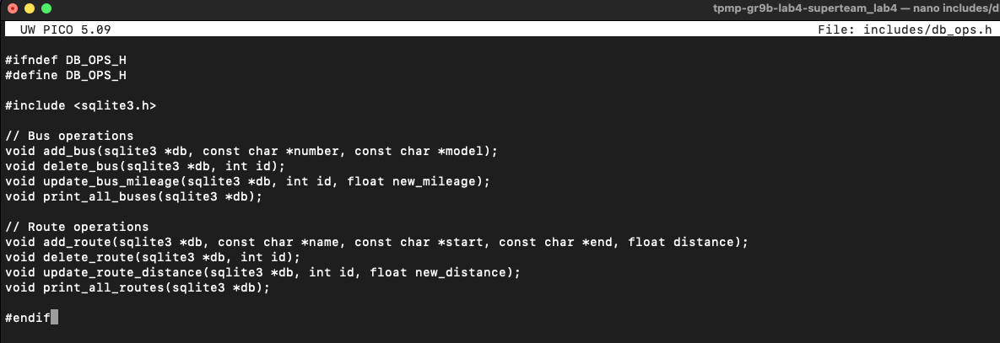 tpmp-gr9b-lab4-superteam_lab4 — nano includes/d
UW PICO 5.09 File: includes/db_ops.h
#ifndef DB_OPS_H
#define DB_OPS_H
#include <sqlite3.h>
// Bus operations
void add_bus(sqlite3 *db, const char *number, const char *model);
void delete_bus(sqlite3 *db, int id);
void update_bus_mileage(sqlite3 *db, int id, float new_mileage);
void print_all_buses(sqlite3 *db);
// Route operations
void add_route(sqlite3 *db, const char *name, const char *start, const char *end, float distance);
void delete_route(sqlite3 *db, int id);
void update_route_distance(sqlite3 *db, int id, float new_distance);
void print_all_routes(sqlite3 *db);
#endif